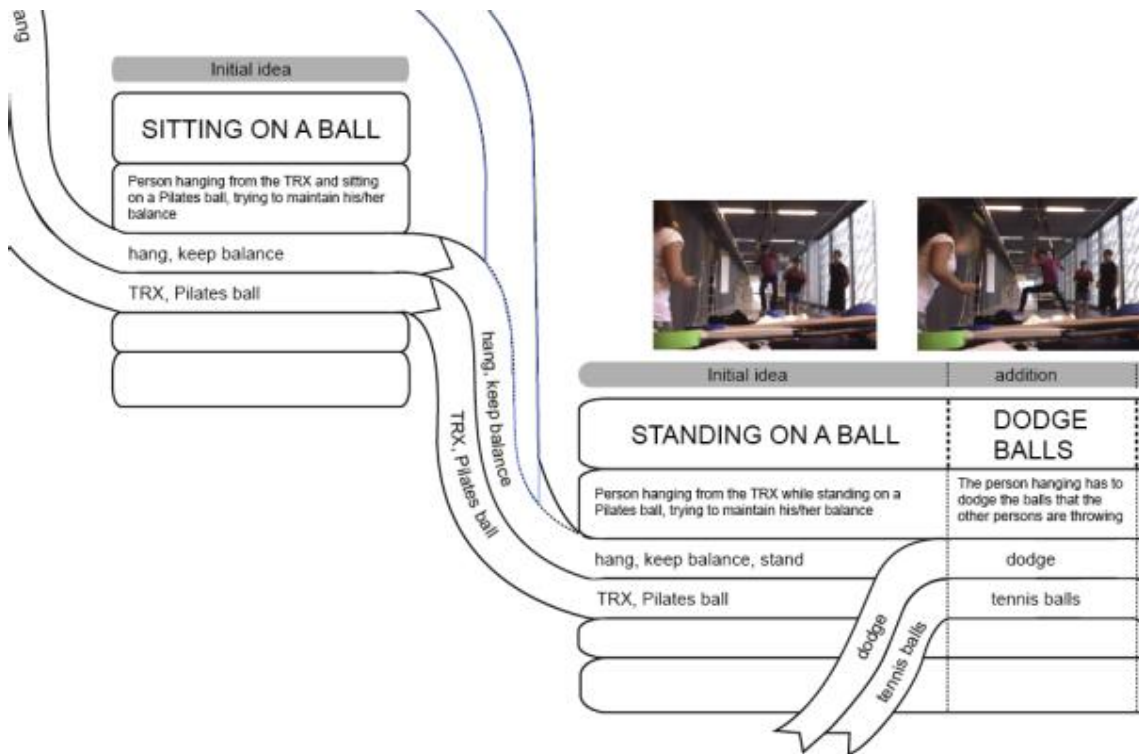 ang
Initial idea
SITTING ON A BALL
Person hanging from the TRX and sitting
on a Pilates ball, trying to maintain his/her
balance
hang, keep balance
TRX, Pilates ball
hang, keep balance
TRX, Pilates ball
Initial idea
addition
STANDING ON A BALL
DODGE
BALLS
Person hanging from the TRX while standing on a
Pilates ball, trying to maintain his/her balance
The person hanging has to
dodge the balls that the
other persons are throwing
hang, keep balance, stand
dodge
TRX, Pilates ball
tennis balls
dodge
tennis balls